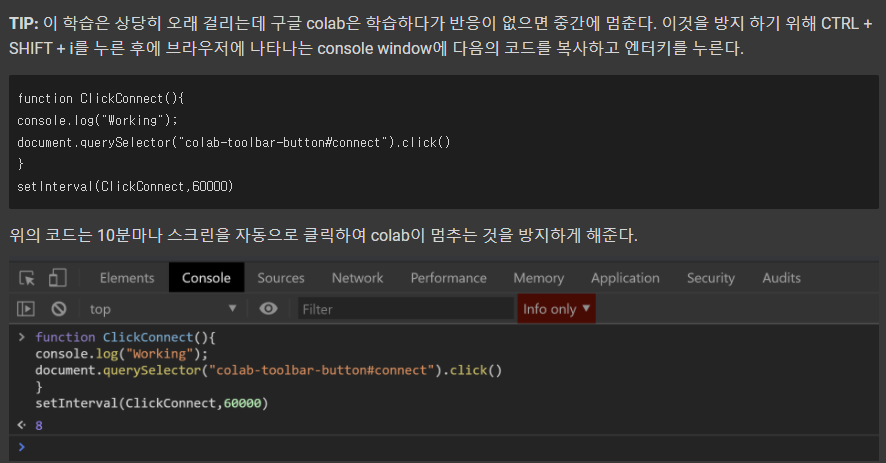 TIP: 이 학습은 상당히 오래 걸리는데 구글 colab은 학습하다가 반응이 없으면 중간에 멈춘다. 이것을 방지 하기 위해 CTRL +
SHIFT + i를 누른 후에 브라우저에 나타나는 console window에 다음의 코드를 복사하고 엔터키를 누른다.
function ClickConnect(){
console.log("Working");
document.querySelector("colab-toolbar-button#connect").click()
}
setInterval(ClickConnect,60000)
위의 코드는 10분마나 스크린을 자동으로 클릭하여 colab이 멈추는 것을 방지하게 해준다.
Elements Console Sources Network Performance Memory Application Security Audits
top Filter Info only
> function ClickConnect(){
console.log("Working");
document.querySelector("colab-toolbar-button#connect").click()
}
setInterval(ClickConnect,60000)
8
>